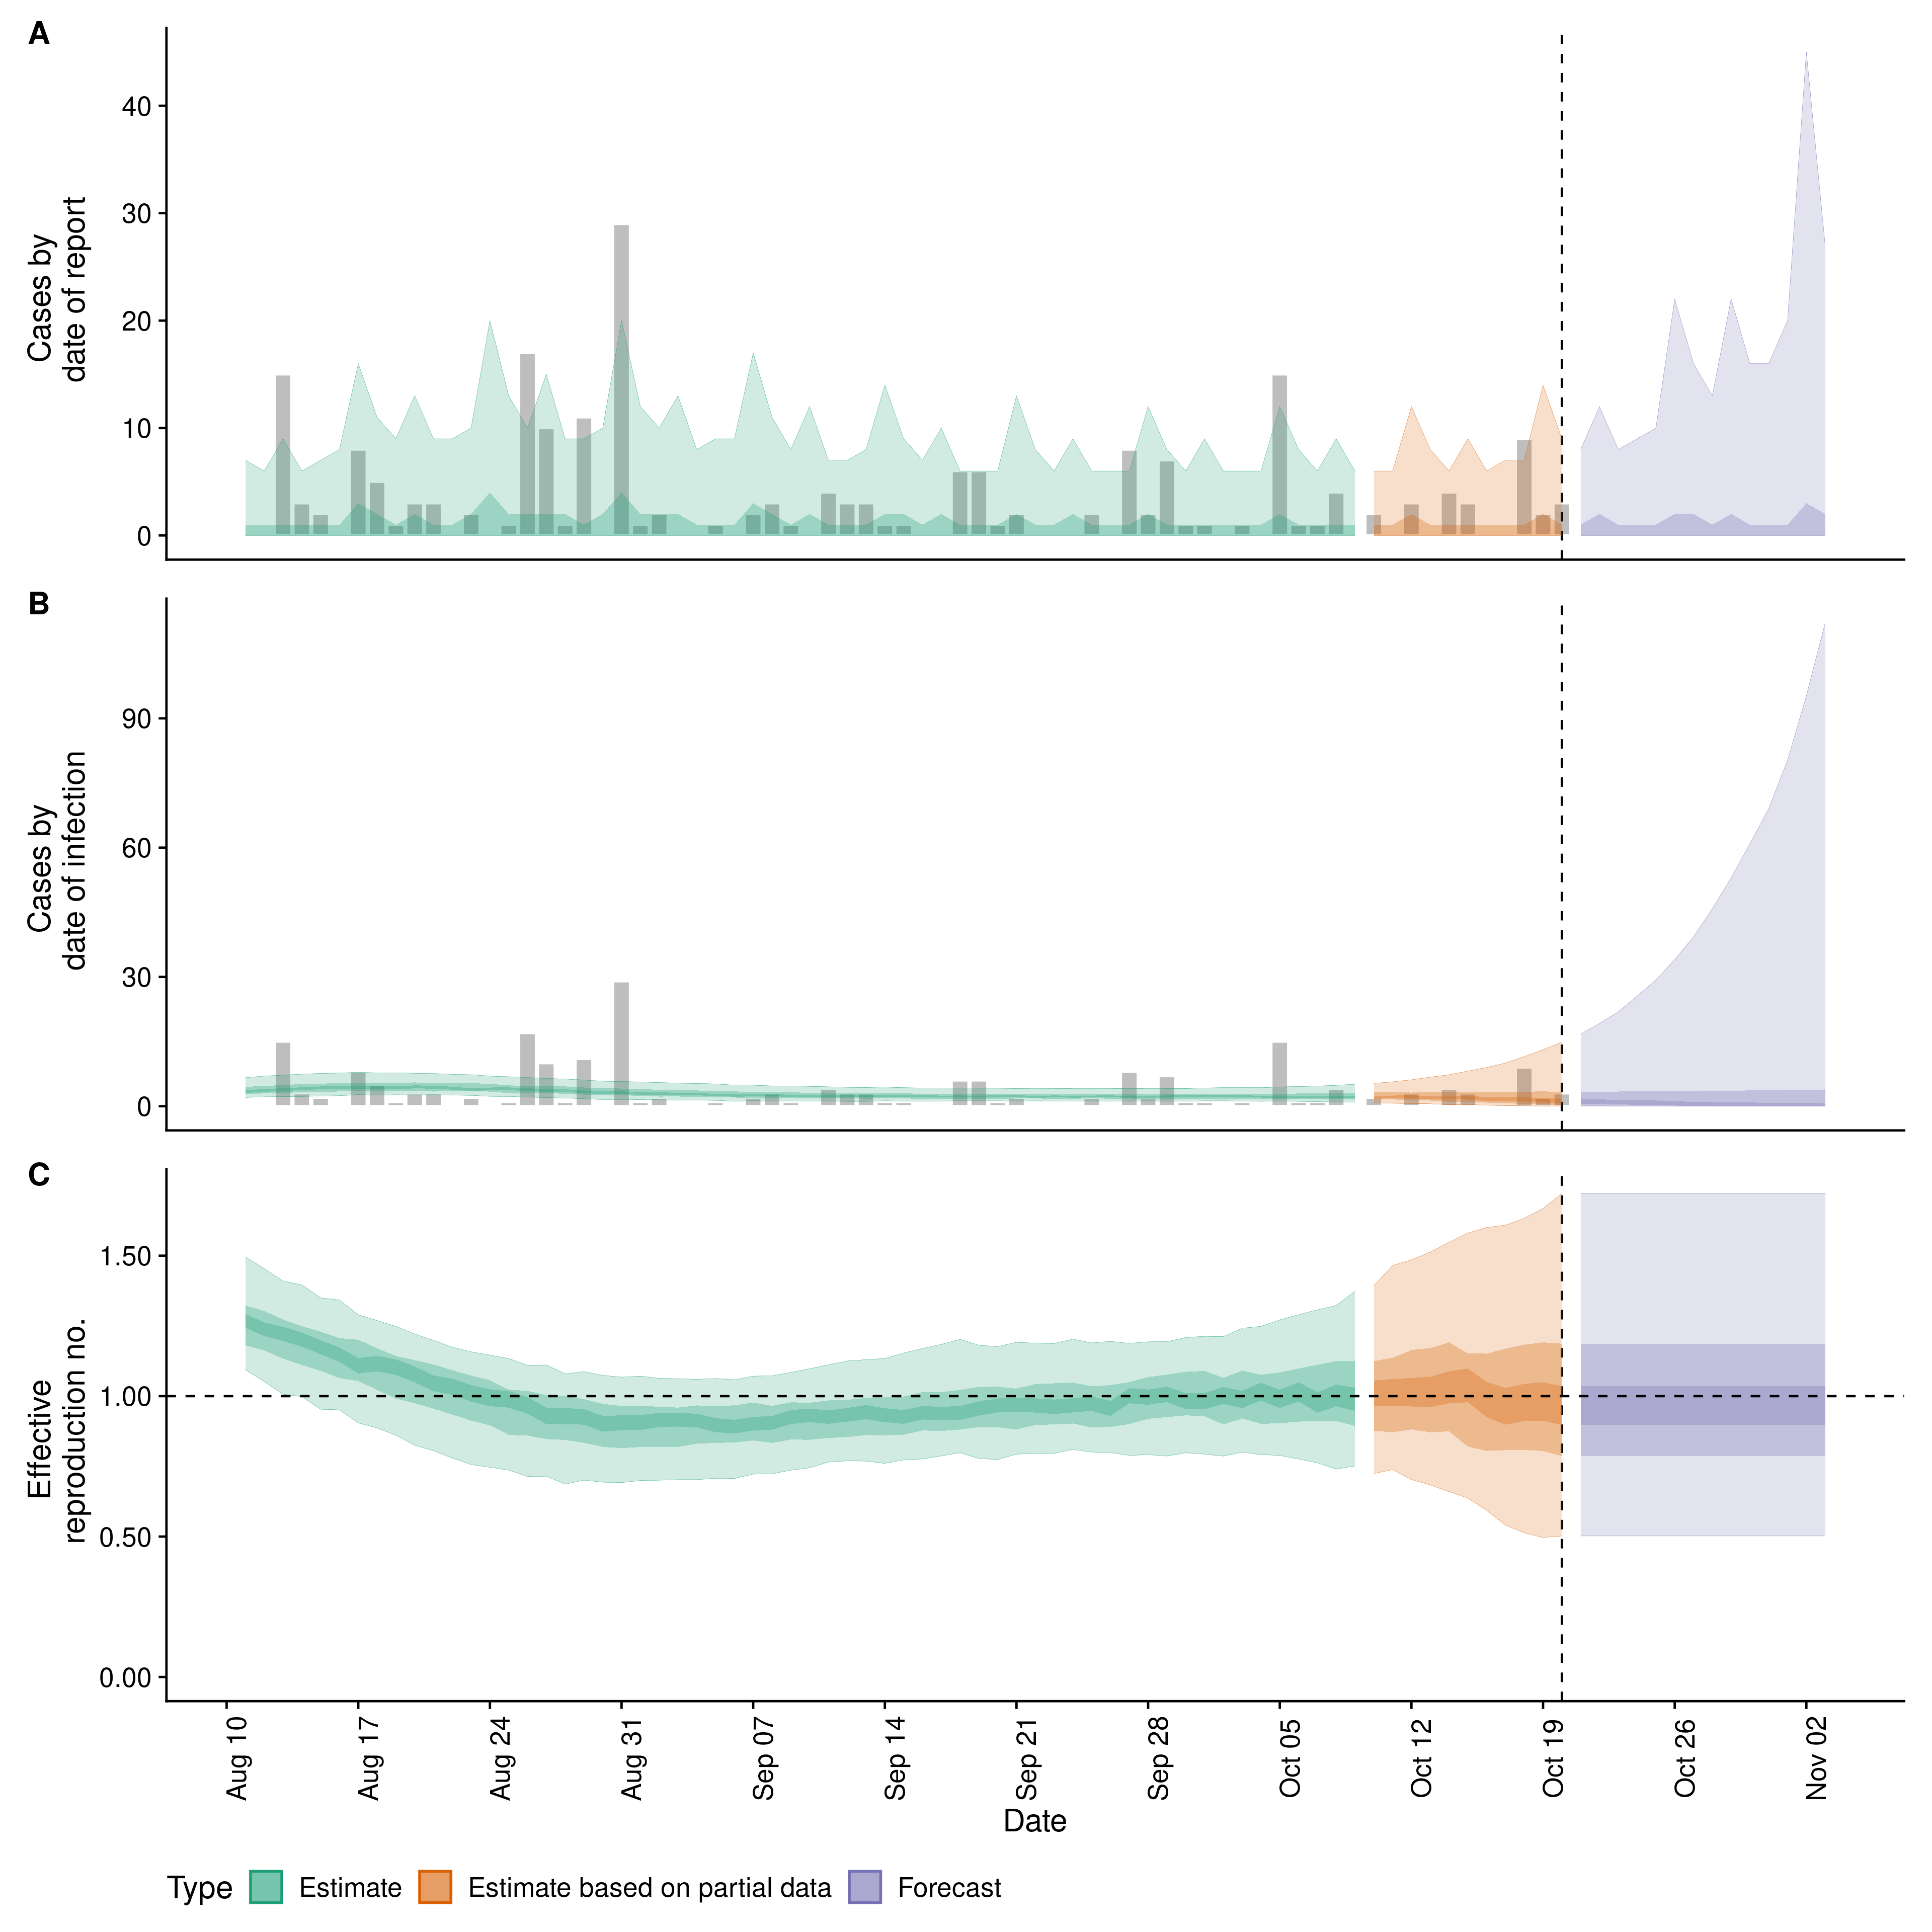 A
Cases by
date of report
40
30
20
10
0
B
Cases by
date of infection
90
60
30
0
C
Effective
reproduction no.
1.50
1.00
0.50
0.00
Aug 10
Aug 17
Aug 24
Aug 31
Sep 07
Sep 14
Sep 21
Sep 28
Oct 05
Oct 12
Oct 19
Oct 26
Nov 02
Date
Type Estimate Estimate based on partial data Forecast